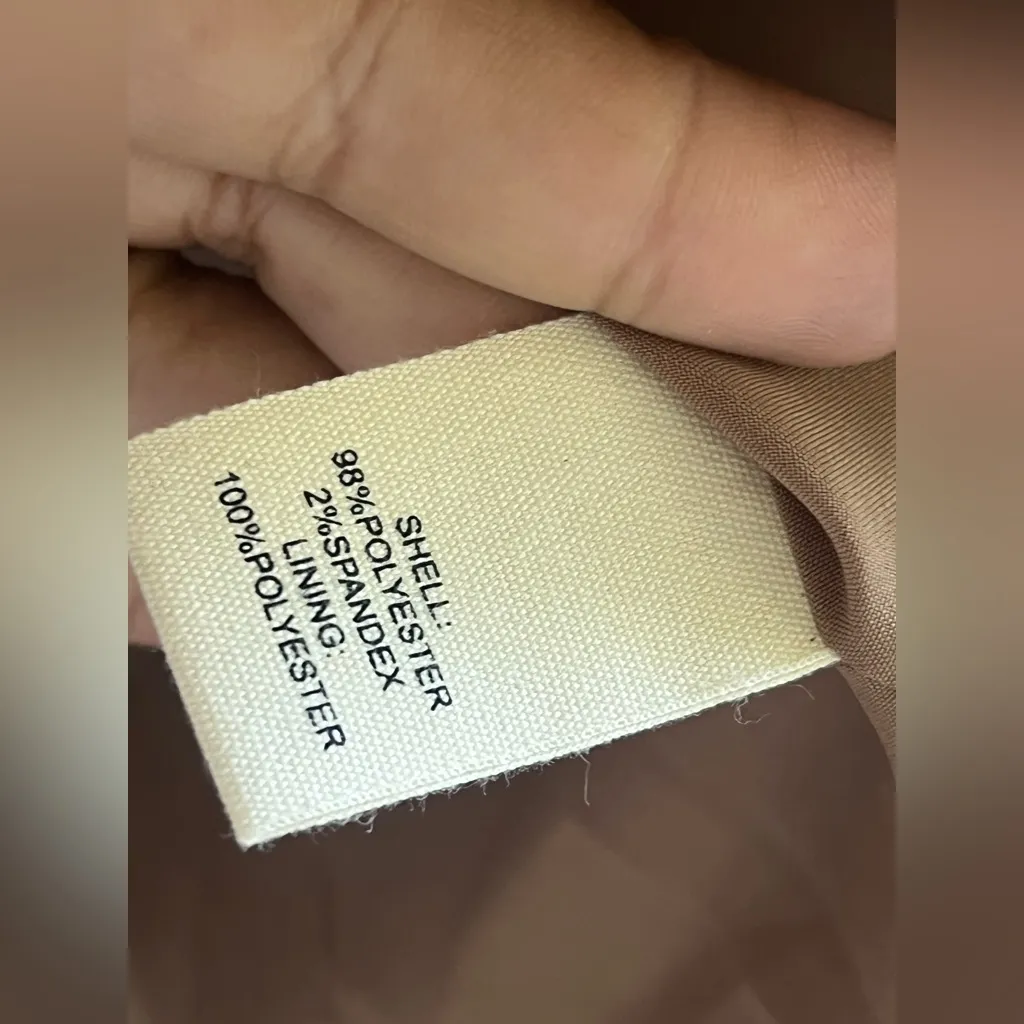 SHELL:
98%POLYESTER
2%SPANDEX
LINING:
100%POLYESTER